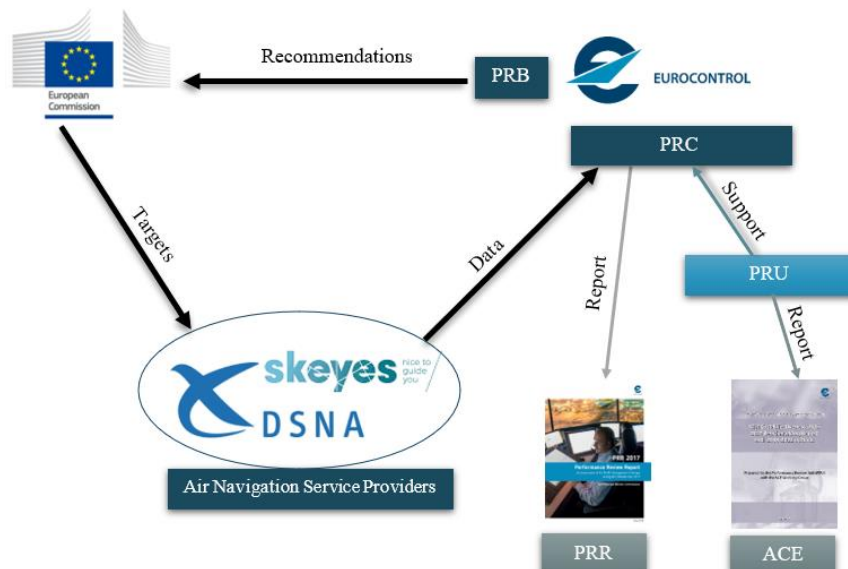 European
Commission
Recommendations
PRB
EUROCONTROL
PRC
Targets
Data
Report
Support
PRU
Report
skeyes
nice to
guide
you
DSNA
Air Navigation Service Providers
PRR 2017
Performance Review Report
PRR
ACE